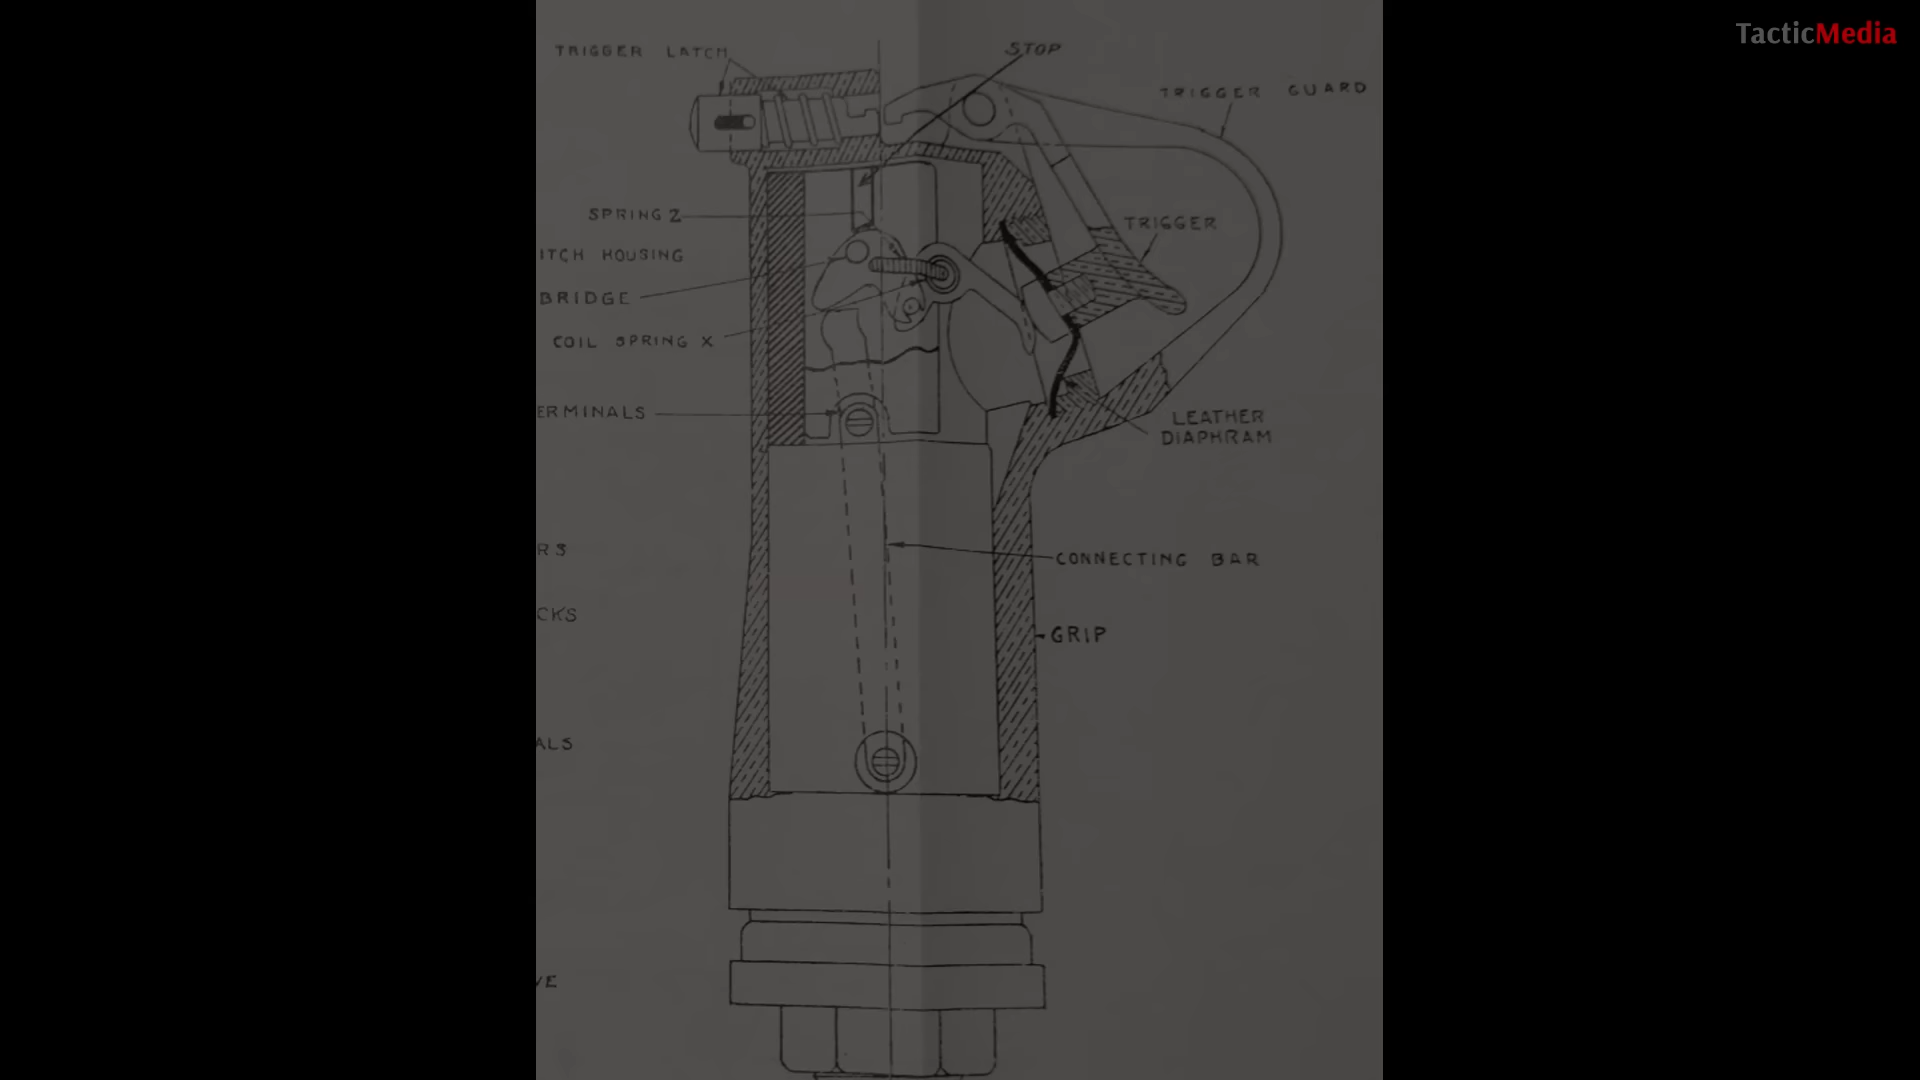 TacticMedia
TRIGGER LATCH
STOP
TRIGGER GUARD
SPRING Z
TRIGGER
ITCH HOUSING
BRIDGE
COIL SPRING X
ERMINALS
LEATHER
DIAPHRAM
RS
CONNECTING BAR
CKS
GRIP
ALS
VE